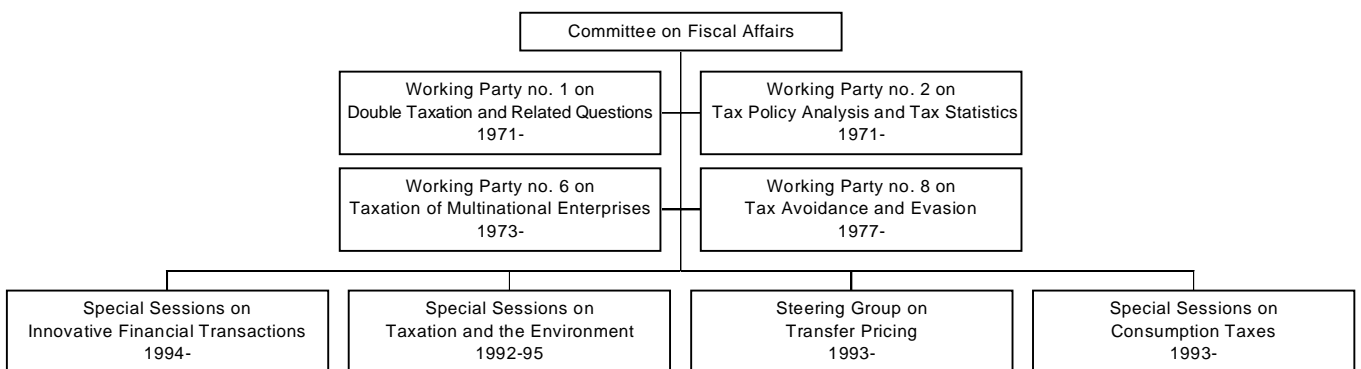 Committee on Fiscal Affairs
Working Party no. 1 on
Double Taxation and Related Questions
1971-
Working Party no. 2 on
Tax Policy Analysis and Tax Statistics
1971-
Working Party no. 6 on
Taxation of Multinational Enterprises
1973-
Working Party no. 8 on
Tax Avoidance and Evasion
1977-
Special Sessions on
Innovative Financial Transactions
1994-
Special Sessions on
Taxation and the Environment
1992-95
Steering Group on
Transfer Pricing
1993-
Special Sessions on
Consumption Taxes
1993-